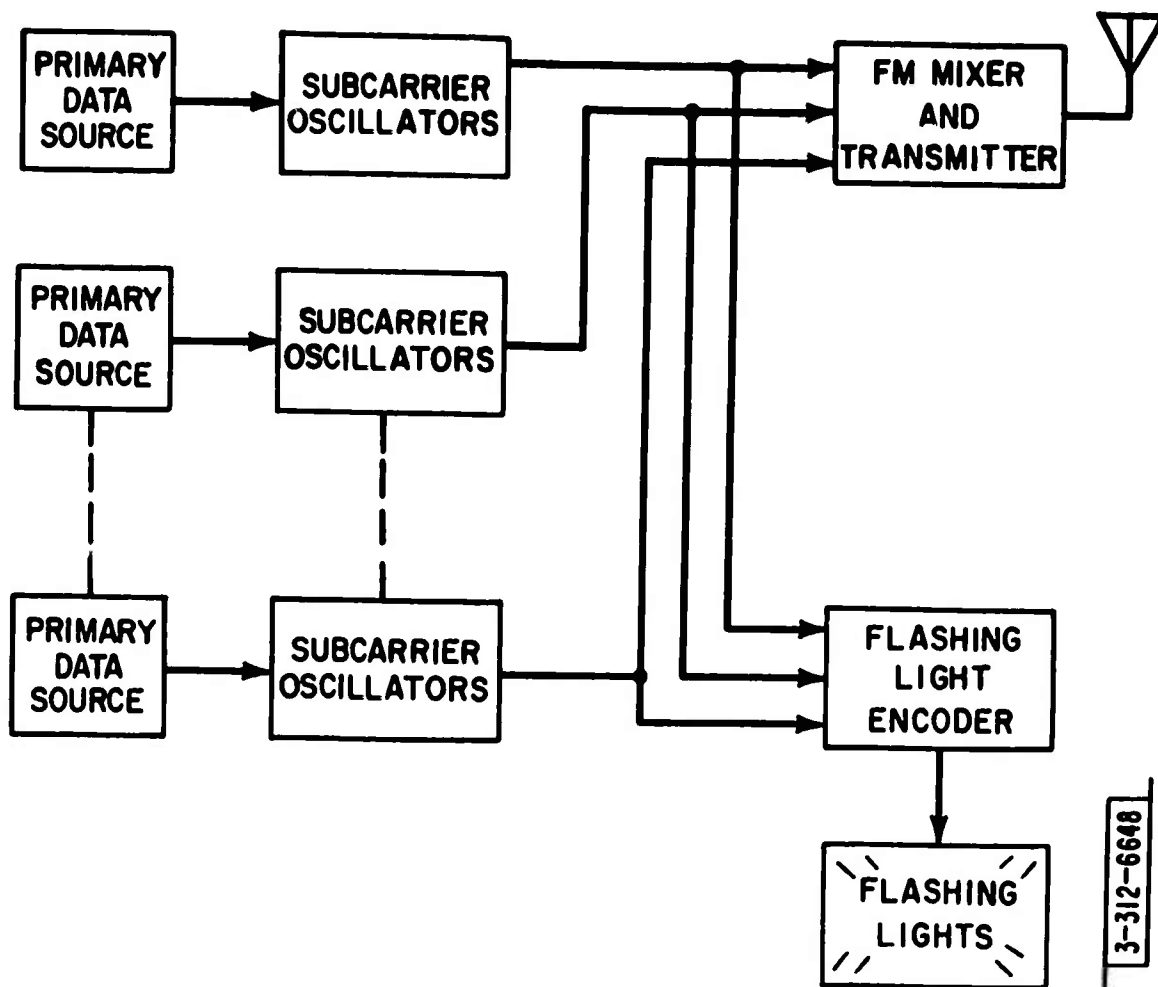 PRIMARY
DATA
SOURCE
SUBCARRIER
OSCILLATORS
FM MIXER
AND
TRANSMITTER
PRIMARY
DATA
SOURCE
SUBCARRIER
OSCILLATORS
PRIMARY
DATA
SOURCE
SUBCARRIER
OSCILLATORS
FLASHING
LIGHT
ENCODER
FLASHING
LIGHTS
3-312-6648